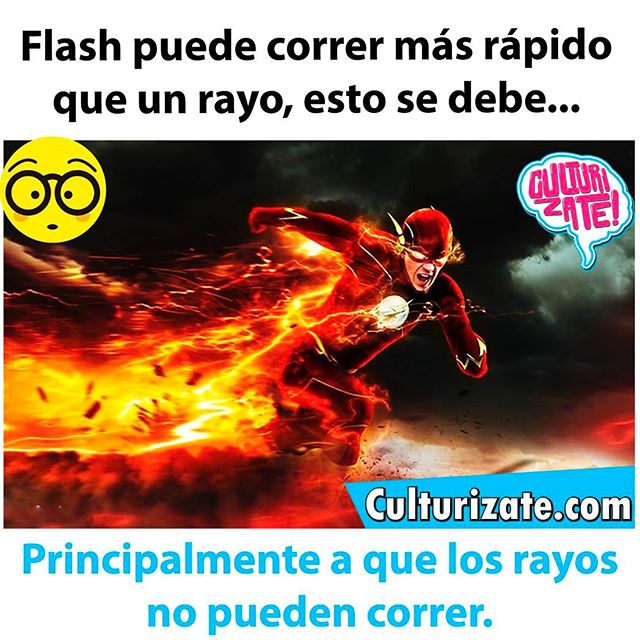 Flash puede correr más rápido
que un rayo, esto se debe...
CULTURI
ZATE!
Culturizate.com
Principalmente a que los rayos
no pueden correr.